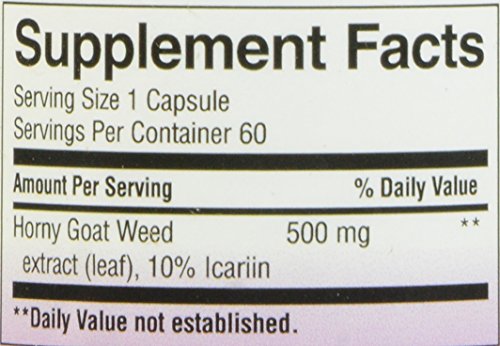 Supplement Facts
Serving Size 1 Capsule
Servings Per Container 60
Amount Per Serving % Daily Value
Horny Goat Weed 500 mg **
extract (leaf), 10% Icariin
**Daily Value not established.